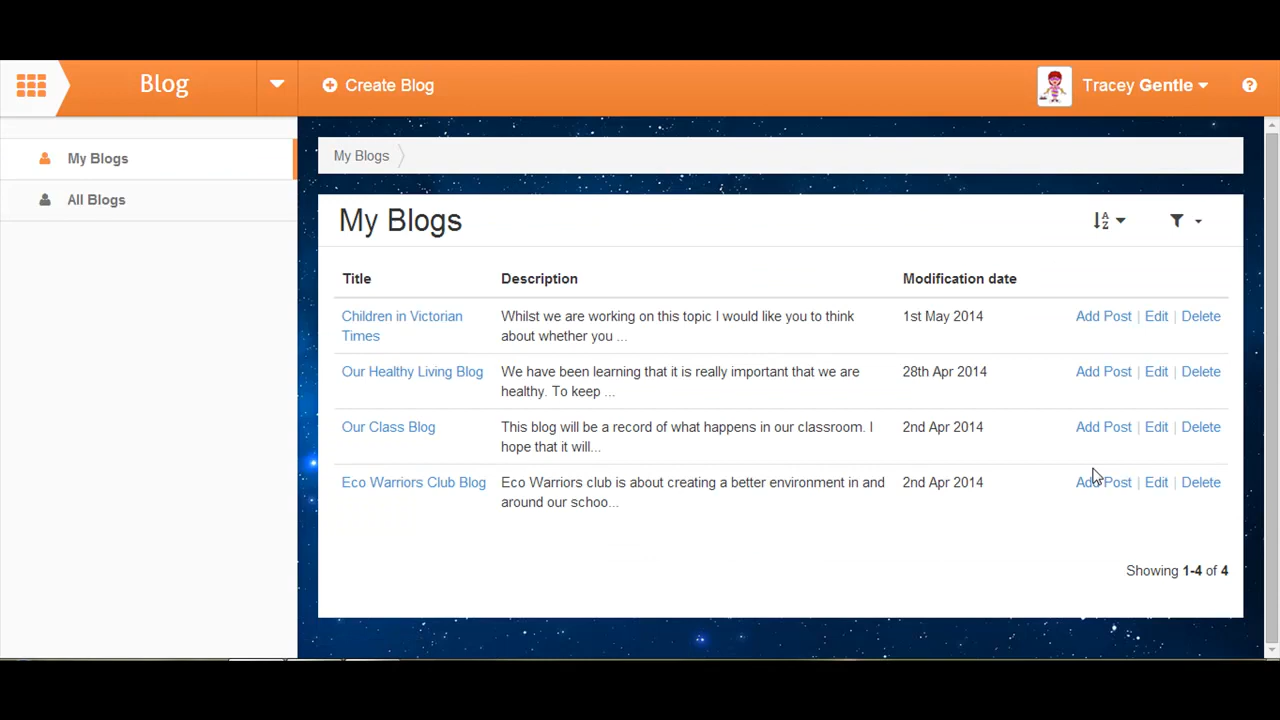 Blog
Create Blog
Tracey Gentle
My Blogs
All Blogs
My Blogs
My Blogs
Title Description Modification date
Children in Victorian Whilst we are working on this topic I would like you to think 1st May 2014 Add Post | Edit | Delete
Times about whether you ...
Our Healthy Living Blog We have been learning that it is really important that we are 28th Apr 2014 Add Post | Edit | Delete
healthy. To keep ...
Our Class Blog This blog will be a record of what happens in our classroom. I 2nd Apr 2014 Add Post | Edit | Delete
hope that it will...
Eco Warriors Club Blog Eco Warriors club is about creating a better environment in and 2nd Apr 2014 Add Post | Edit | Delete
around our schoo...
Showing 1-4 of 4